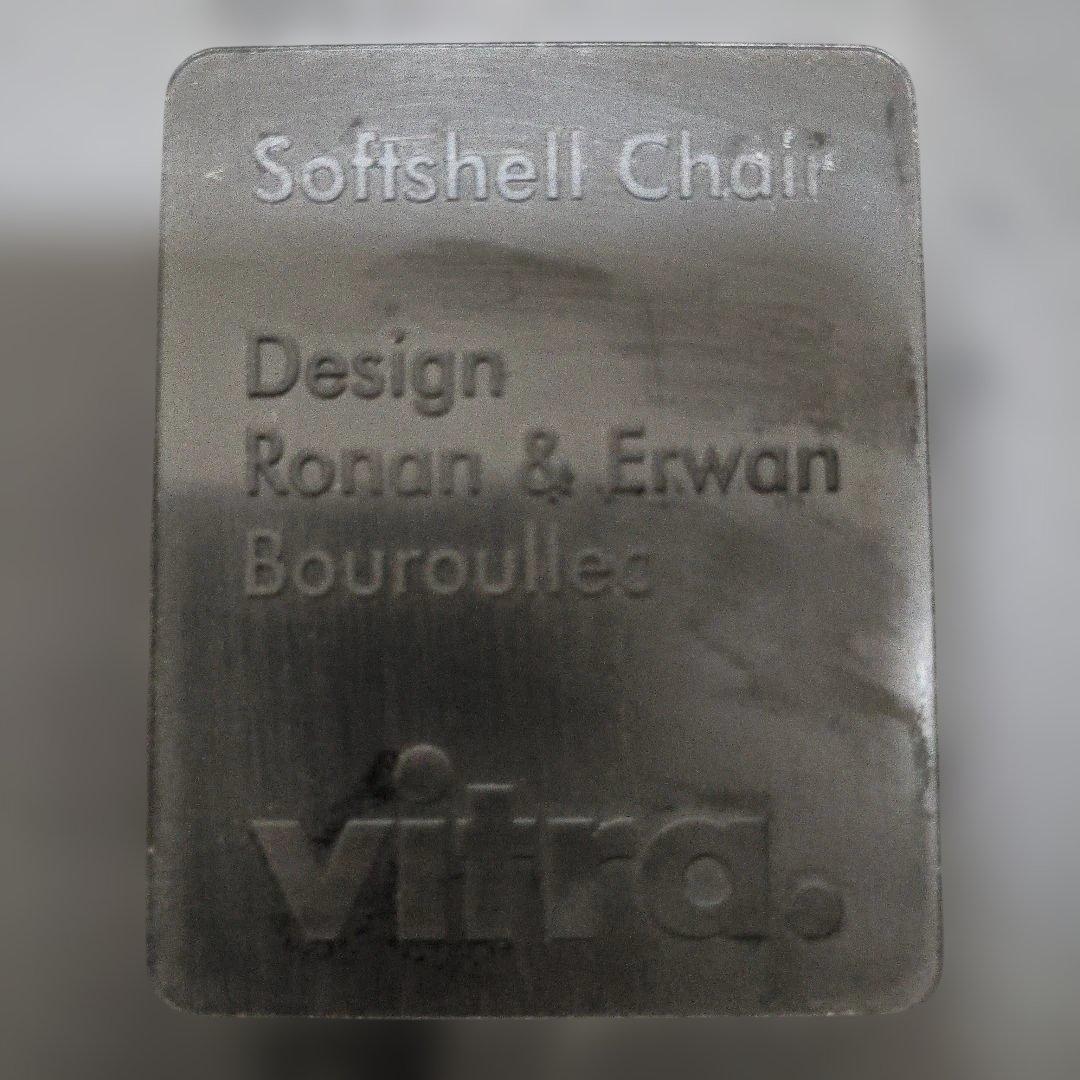 Softshell Chair
Design
Ronan & Erwan
Bouroullec
vitra.